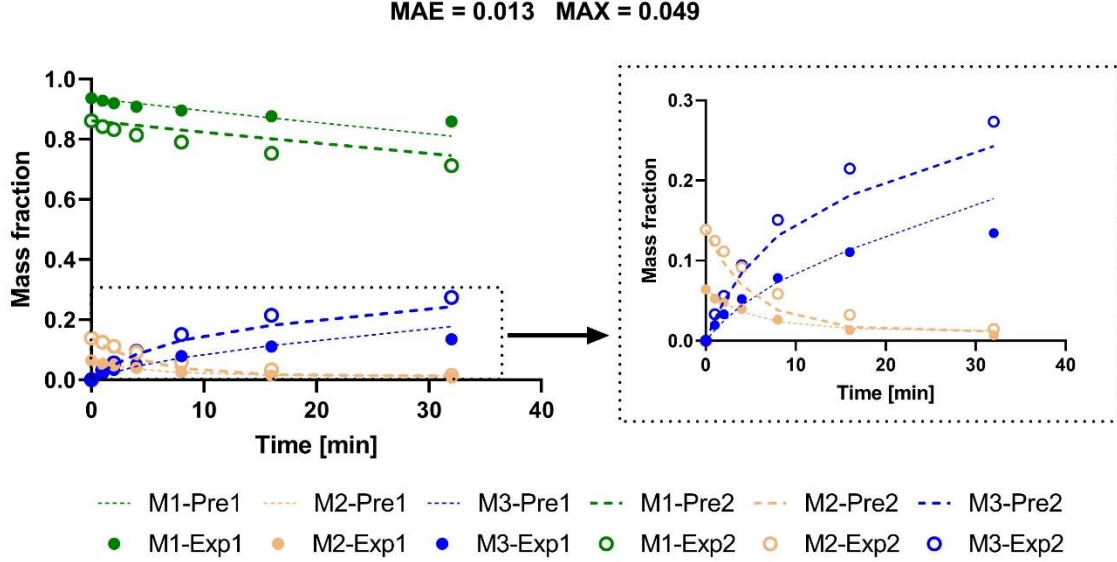 MAE = 0.013 MAX = 0.049
Mass fraction
1.0
0.8
0.6
0.4
0.2
0.0
0 10 20 30 40
Time [min]
Mass fraction
0.3
0.2
0.1
0.0
0 10 20 30 40
Time [min]
M1-Pre1 M2-Pre1 M3-Pre1 M1-Pre2 M2-Pre2 M3-Pre2
M1-Exp1 M2-Exp1 M3-Exp1 M1-Exp2 M2-Exp2 M3-Exp2